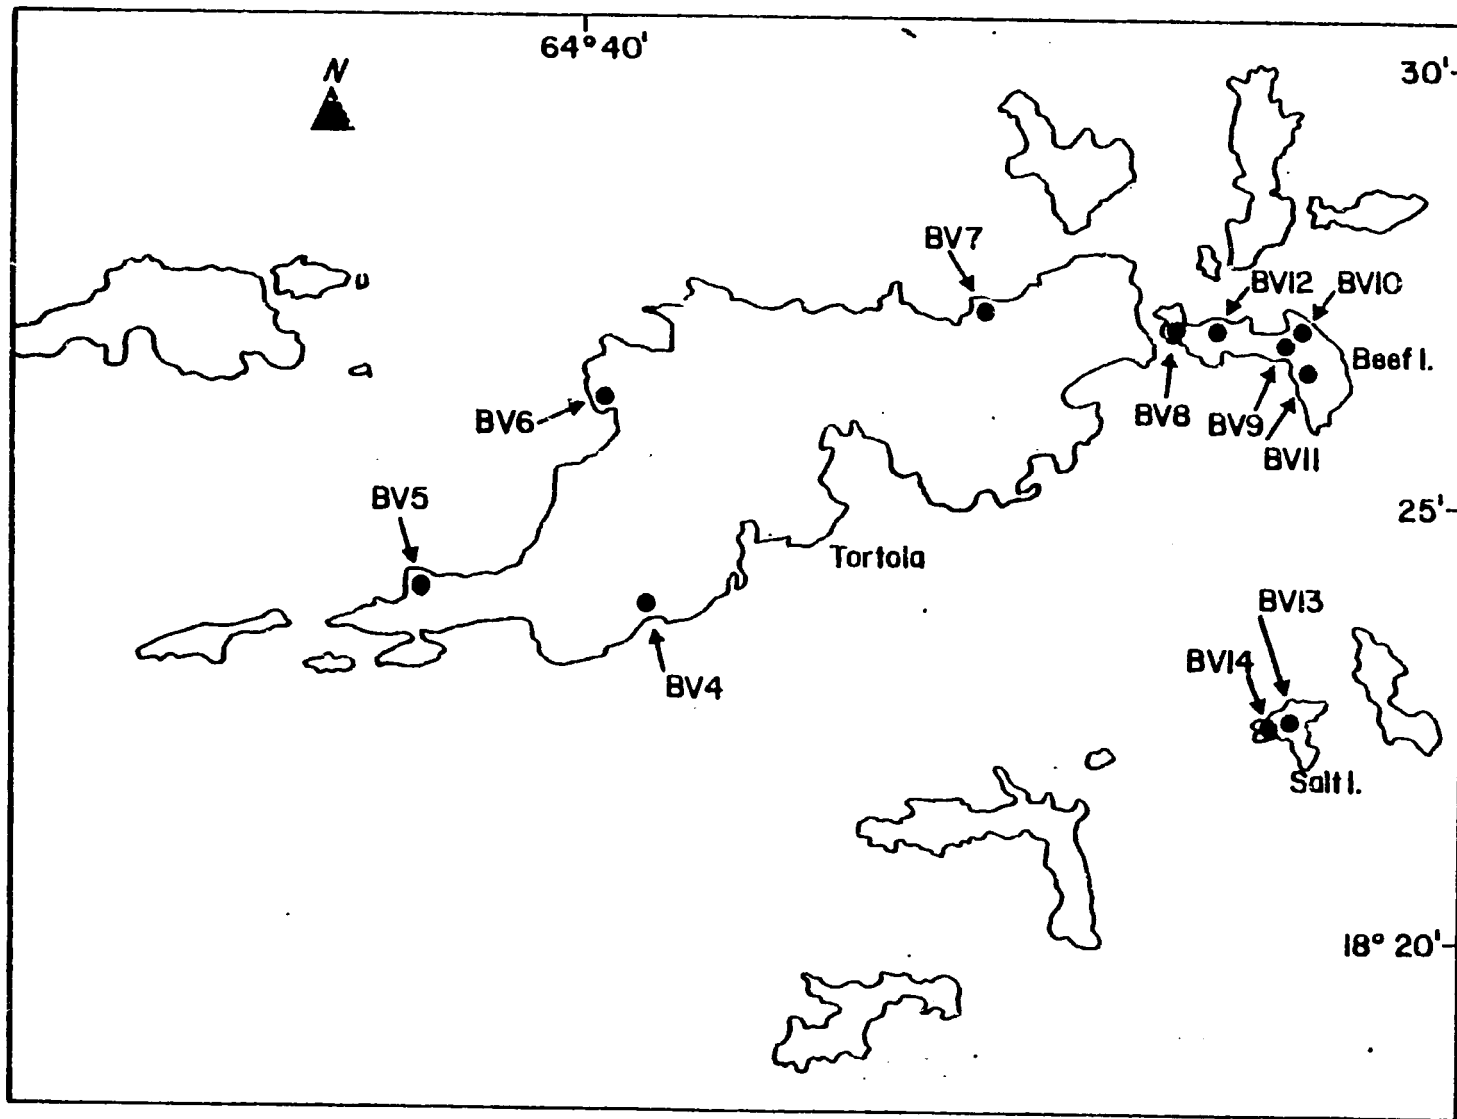 64°40'
30'
N
BV7
BV12
BV10
Beef I.
BV6
BV8
BV9
BV11
BV5
25'
Tortola
BV13
BV14
BV4
Salt I.
18° 20'